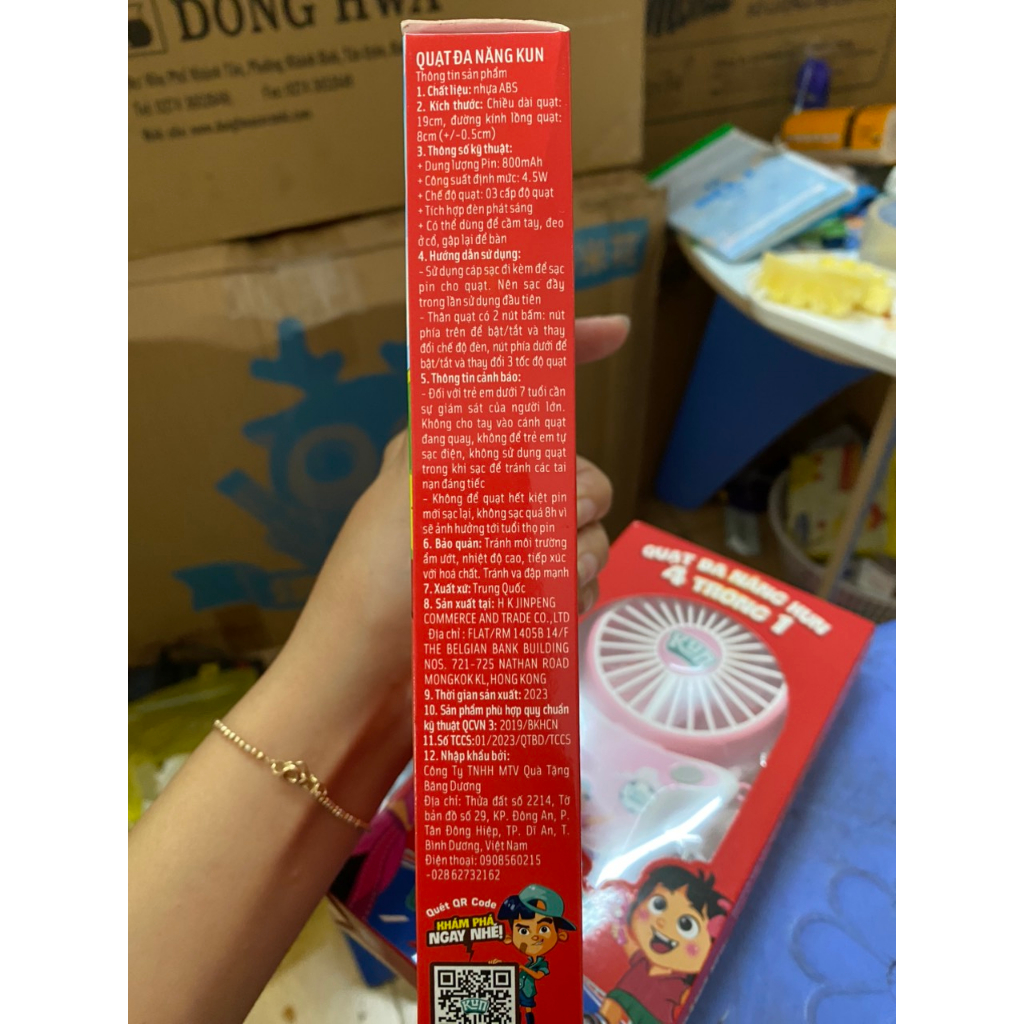 DONG HWA
QUẠT ĐA NĂNG KUN
Thông tin sản phẩm
1. Chất liệu: nhựa ABS
2. Kích thước: Chiều dài quạt:
19cm, đường kính lồng quạt:
8cm (+/-0.5cm)
3. Thông số kỹ thuật:
+ Dung lượng Pin: 800mAh
+ Công suất định mức: 4.5W
+ Chế độ quạt: 03 cấp độ quạt
+ Tích hợp đèn phát sáng
+ Có thể dùng để cầm tay, đeo
ở cổ, gập lại để bàn
4. Hướng dẫn sử dụng:
- Sử dụng cáp sạc đi kèm để sạc
pin cho quạt. Nên sạc đầy
trong lần sử dụng đầu tiên
- Thân quạt có 2 nút bấm: nút
phía trên để bật/tắt và thay
đổi chế độ đèn, nút phía dưới để
bật/tắt và thay đổi 3 tốc độ quạt
5. Thông tin cảnh báo:
- Đối với trẻ em dưới 7 tuổi cần
sự giám sát của người lớn.
Không cho tay vào cánh quạt
đang quay, không để trẻ em tự
sạc điện, không sử dụng quạt
trong khi sạc để tránh các tai
nạn đáng tiếc
- Không để quạt hết kiệt pin
mới sạc lại, không sạc quá 8h vì
sẽ ảnh hưởng tới tuổi thọ pin
6. Bảo quản: Tránh môi trường
ẩm ướt, nhiệt độ cao, tiếp xúc
với hoá chất. Tránh va đập mạnh
7. Xuất xứ: Trung Quốc
8. Sản xuất tại: H K JINPENG
COMMERCE AND TRADE CO.,LTD
Địa chỉ : FLAT/RM 1405B 14/F
THE BELGIAN BANK BUILDING
NOS. 721-725 NATHAN ROAD
MONGKOK KL, HONG KONG
9. Thời gian sản xuất: 2023
10. Sản phẩm phù hợp quy chuẩn
kỹ thuật QCVN 3: 2019/BKHCN
11.Số TCCS:01/2023/QTBD/TCCS
12. Nhập khẩu bởi:
Công Ty TNHH MTV Quà Tặng
Băng Dương
Địa chỉ: Thửa đất số 2214, Tờ
bản đồ số 29, KP. Đông An, P.
Tân Đông Hiệp, TP. Dĩ An, T.
Bình Dương, Việt Nam
Điện thoại: 0908560215
-028 62732162
Quét QR Code
KHÁM PHÁ
NGAY NHÉ!
KUN
QUẠT ĐA NĂNG KUN
4 TRONG 1
KUN